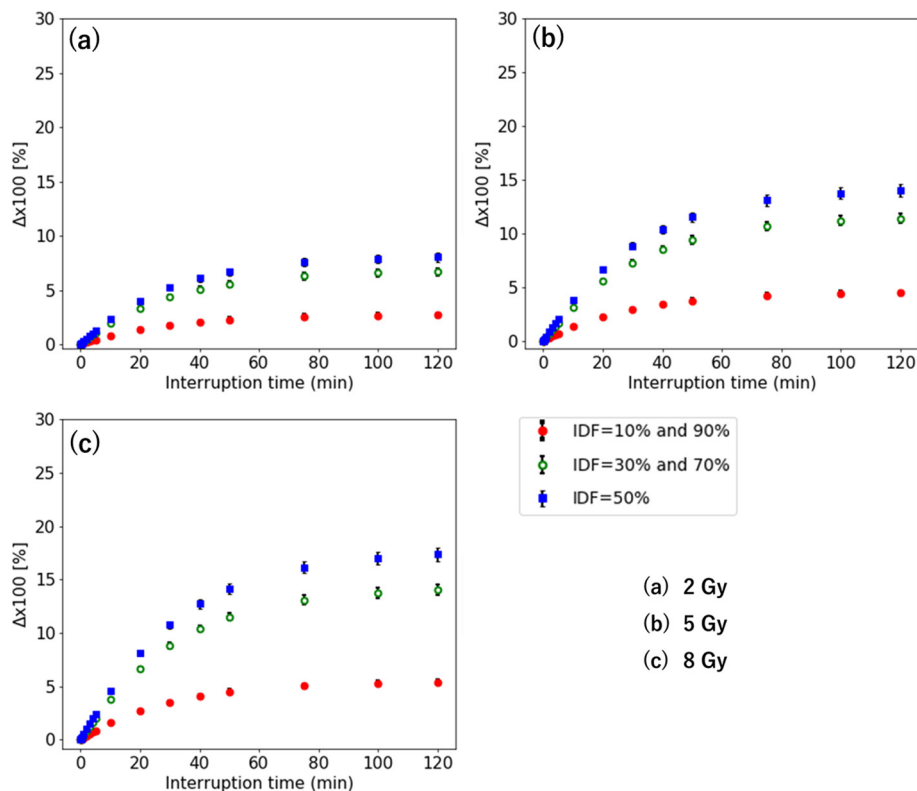 (a)
30
25
20
15
10
5
0
Δx100 [%]
0 20 40 60 80 100 120
Interruption time (min)
(b)
30
25
20
15
10
5
0
Δx100 [%]
0 20 40 60 80 100 120
Interruption time (min)
(c)
30
25
20
15
10
5
0
Δx100 [%]
0 20 40 60 80 100 120
Interruption time (min)
IDF=10% and 90%
IDF=30% and 70%
IDF=50%
(a) 2 Gy
(b) 5 Gy
(c) 8 Gy